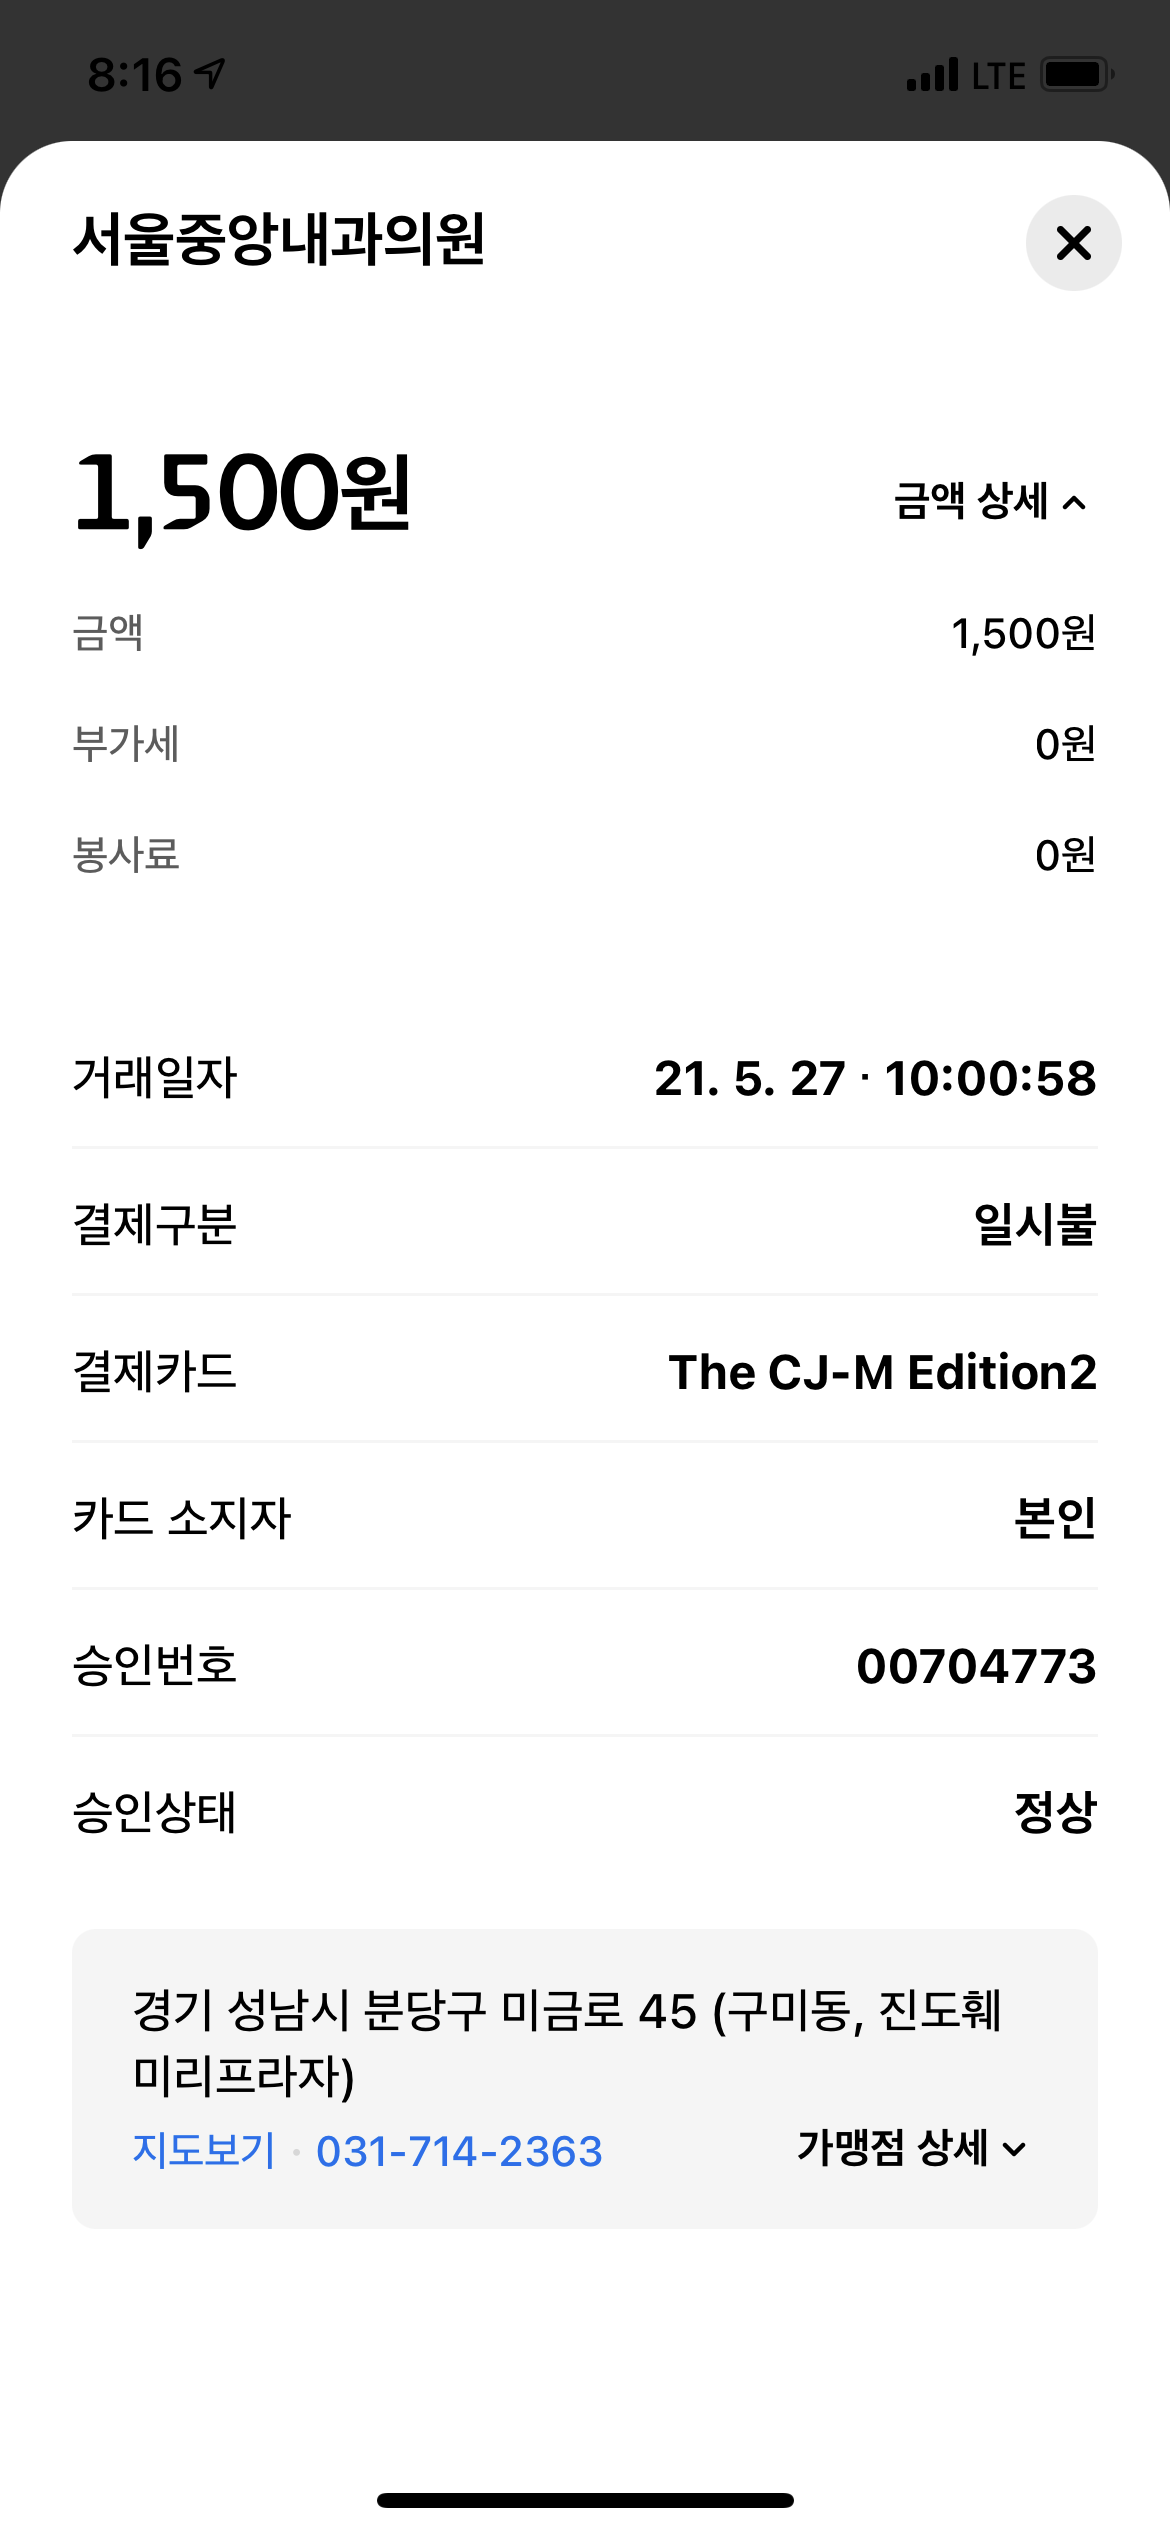 8:16 LTE
서울중앙내과의원
1,500원 금액 상세
금액 1,500원
부가세 0원
봉사료 0원
거래일자 21. 5. 27 · 10:00:58
결제구분 일시불
결제카드 The CJ-M Edition2
카드 소지자 본인
승인번호 00704773
승인상태 정상
경기 성남시 분당구 미금로 45 (구미동, 진도훼
미리프라자)
지도보기 · 031-714-2363 가맹점 상세